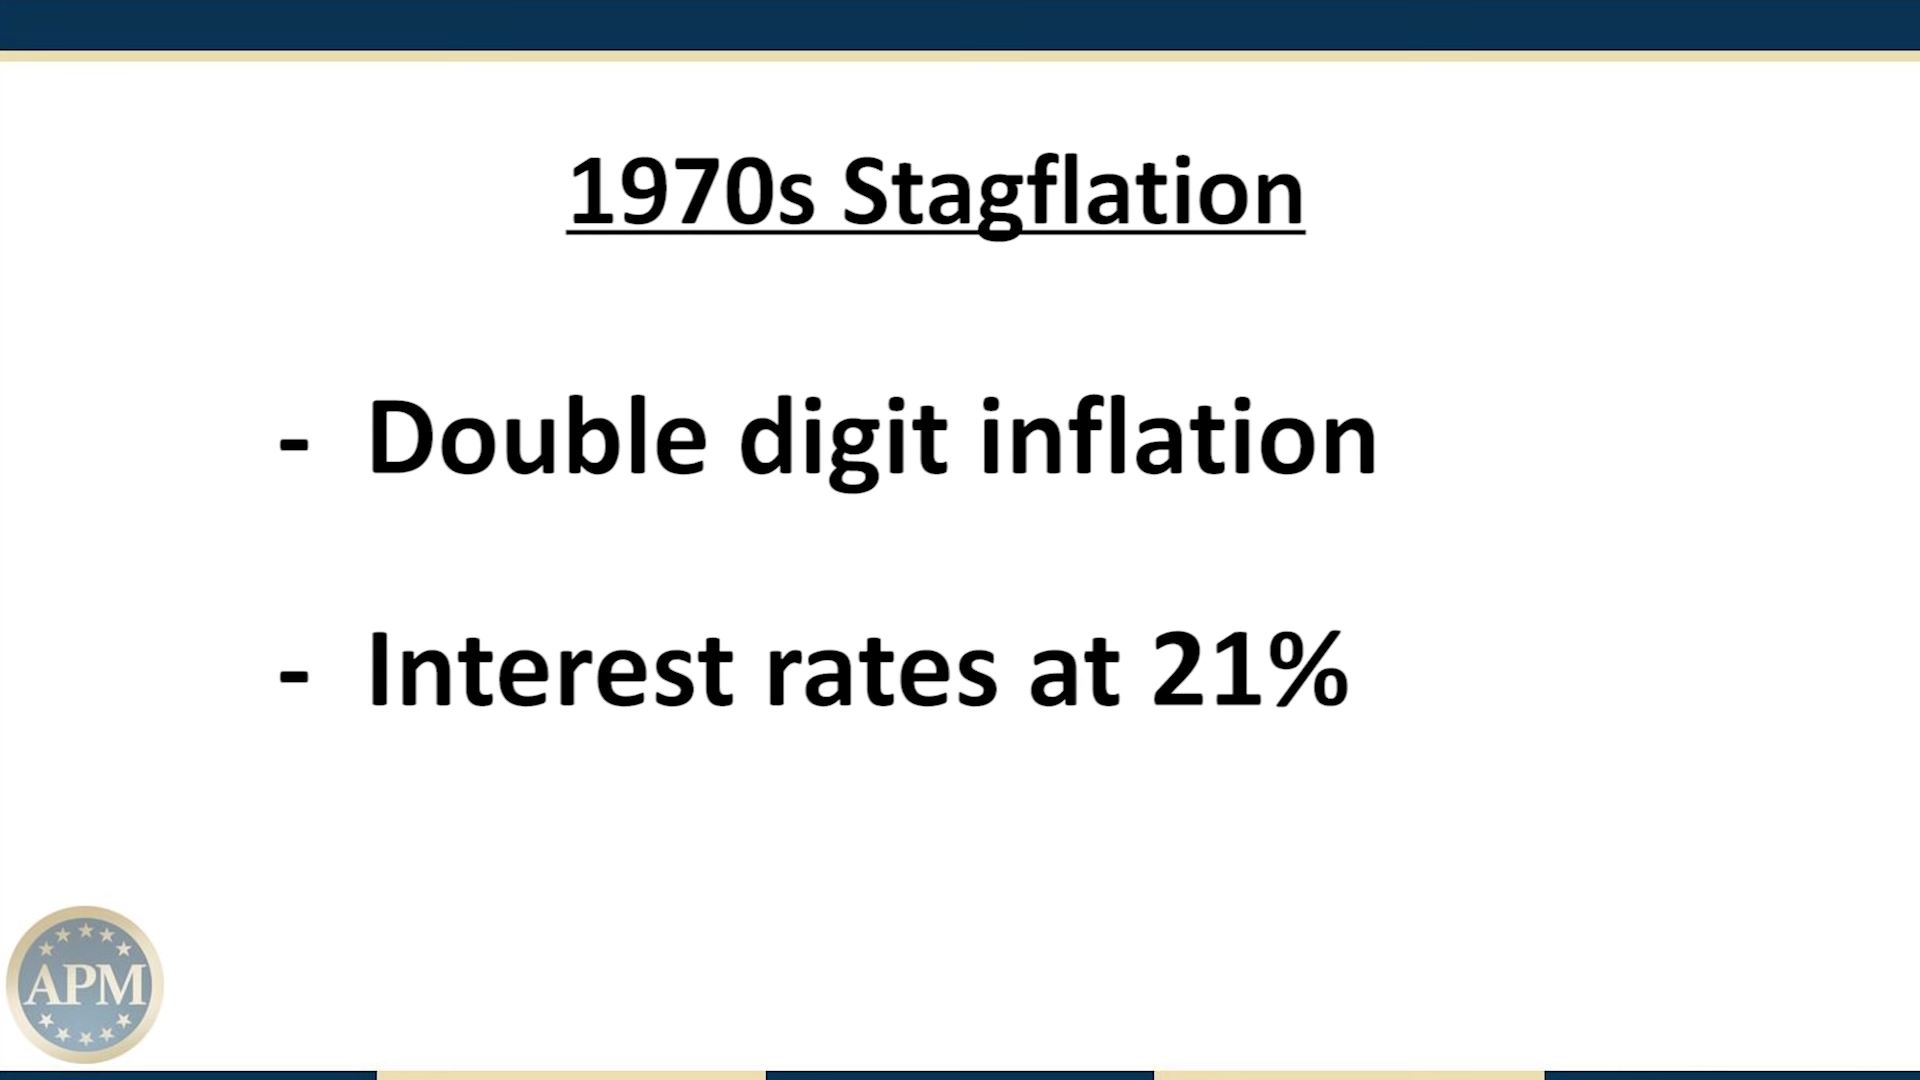 1970s Stagflation
- Double digit inflation
- Interest rates at 21%
APM